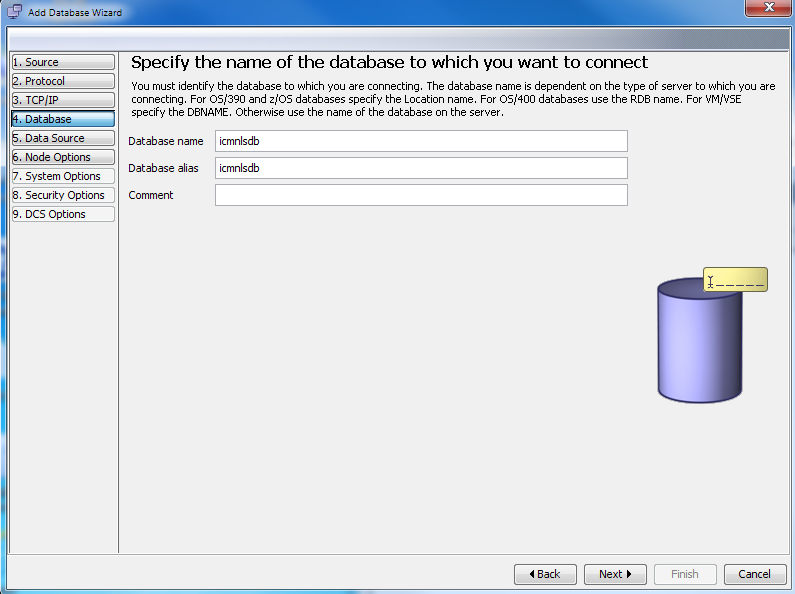 Add Database Wizard
1. Source
2. Protocol
3. TCP/IP
4. Database
5. Data Source
6. Node Options
7. System Options
8. Security Options
9. DCS Options
Specify the name of the database to which you want to connect
You must identify the database to which you are connecting. The database name is dependent on the type of server to which you are
connecting. For OS/390 and z/OS databases specify the Location name. For OS/400 databases use the RDB name. For VM/VSE
specify the DBNAME. Otherwise use the name of the database on the server.
Database name icmnlsdb
Database alias icmnlsdb
Comment
Back Next Finish Cancel